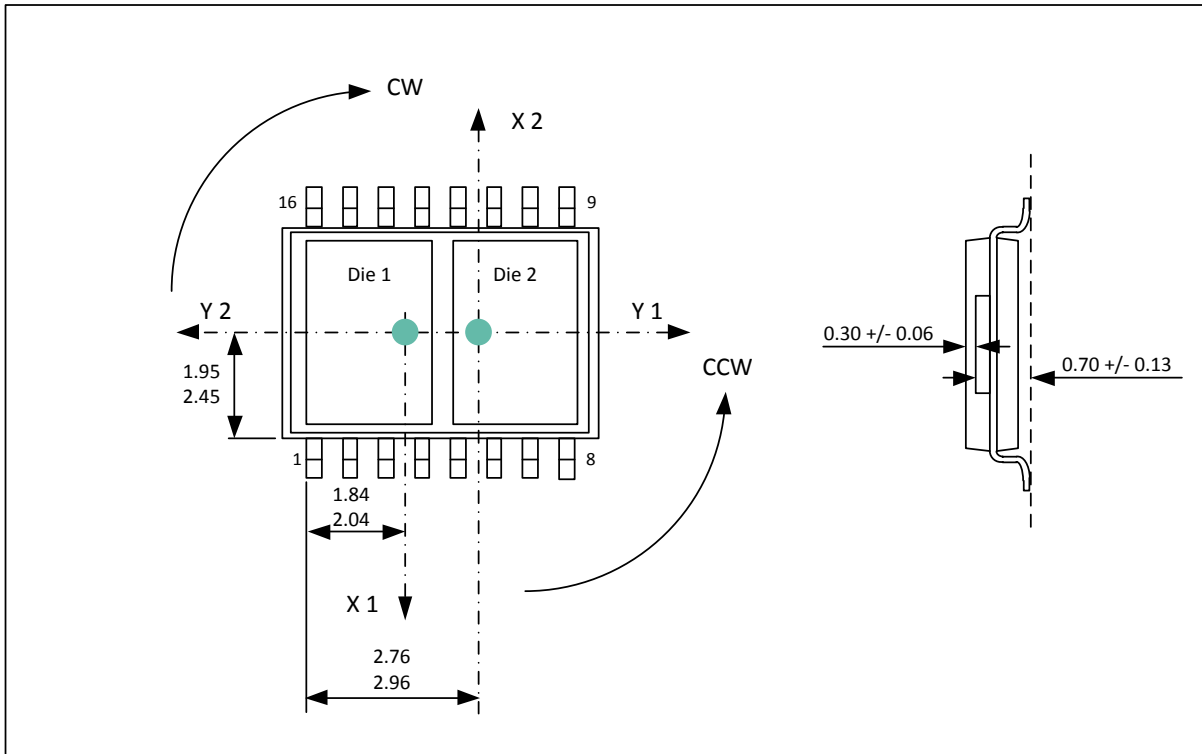 CW
X 2
16
9
Die 1
Die 2
Y 2
Y 1
0.30 +/- 0.06
0.70 +/- 0.13
1.95
2.45
CCW
1
8
1.84
2.04
X 1
2.76
2.96